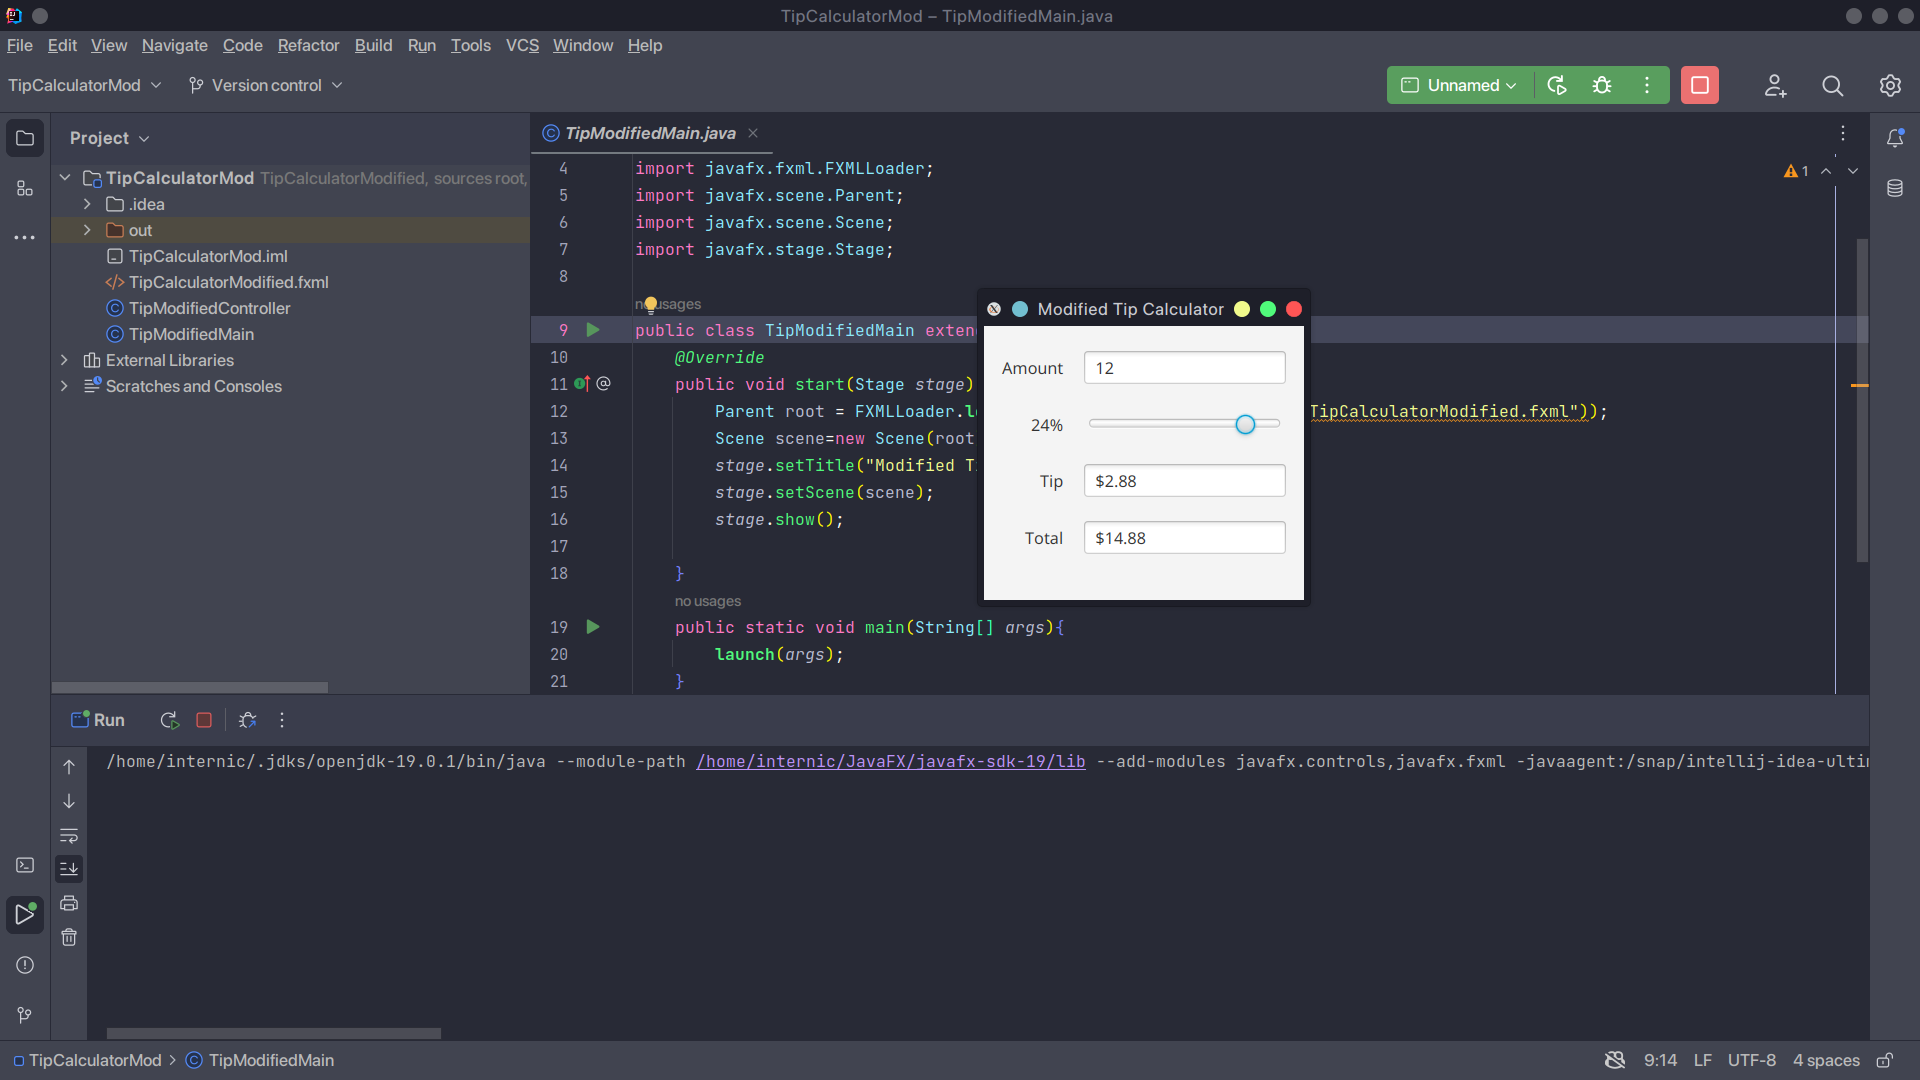 TipCalculatorMod – TipModifiedMain.java
File Edit View Navigate Code Refactor Build Run Tools VCS Window Help
TipCalculatorMod Version control Unnamed
Project
TipModifiedMain.java
TipCalculatorMod TipCalculatorModified, sources root,
.idea
out
TipCalculatorMod.iml
TipCalculatorModified.fxml
TipModifiedController
TipModifiedMain
External Libraries
Scratches and Consoles
1
4 import javafx.fxml.FXMLLoader;
5 import javafx.scene.Parent;
6 import javafx.scene.Scene;
7 import javafx.stage.Stage;
8
no usages
9 public class TipModifiedMain exten
10 @Override
11 @ public void start(Stage stage)
12 Parent root = FXMLLoader.l TipCalculatorModified.fxml"));
13 Scene scene=new Scene(root
14 stage.setTitle("Modified T
15 stage.setScene(scene);
16 stage.show();
17
18 }
no usages
19 public static void main(String[] args){
20 launch(args);
21 }
Modified Tip Calculator
Amount 12
24%
Tip $2.88
Total $14.88
Run
/home/internic/.jdks/openjdk-19.0.1/bin/java --module-path /home/internic/JavaFX/javafx-sdk-19/lib --add-modules javafx.controls,javafx.fxml -javaagent:/snap/intellij-idea-ulti
TipCalculatorMod > TipModifiedMain
9:14 LF UTF-8 4 spaces